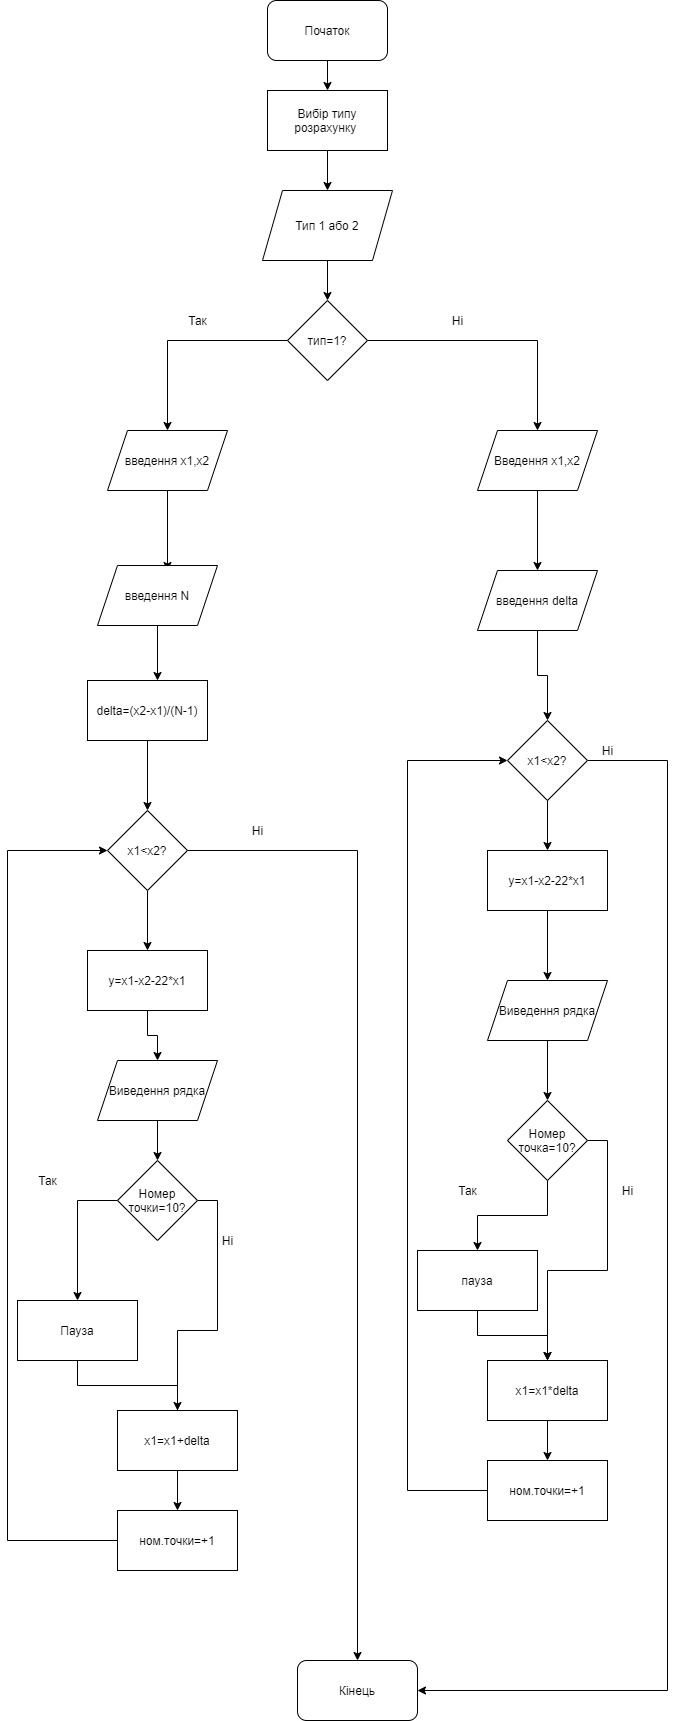 Початок
Вибір типу
розрахунку
Тип 1 або 2
тип=1?
Так
Ні
введення x1,x2
введення N
delta=(x2-x1)/(N-1)
x1<x2?
Ні
y=x1-x2-22*x1
Виведення рядка
Номер
точки=10?
Так
Ні
Пауза
x1=x1+delta
ном.точки=+1
Введення x1,x2
введення delta
x1<x2?
Ні
y=x1-x2-22*x1
Виведення рядка
Номер
точка=10?
Так
Ні
пауза
x1=x1*delta
ном.точки=+1
Кінець